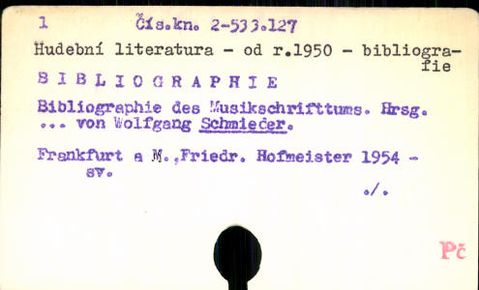 1 Čís.kn. 2-533.127
Hudební literatura - od r.1950 - bibliogra-
fie
BIBLIOGRAPHIE
Bibliographie des Musikschrifttums. Hrsg.
... von Wolfgang Schmieder.
Frankfurt a M., Friedr. Hofmeister 1954 -
sv.
./.
Pč